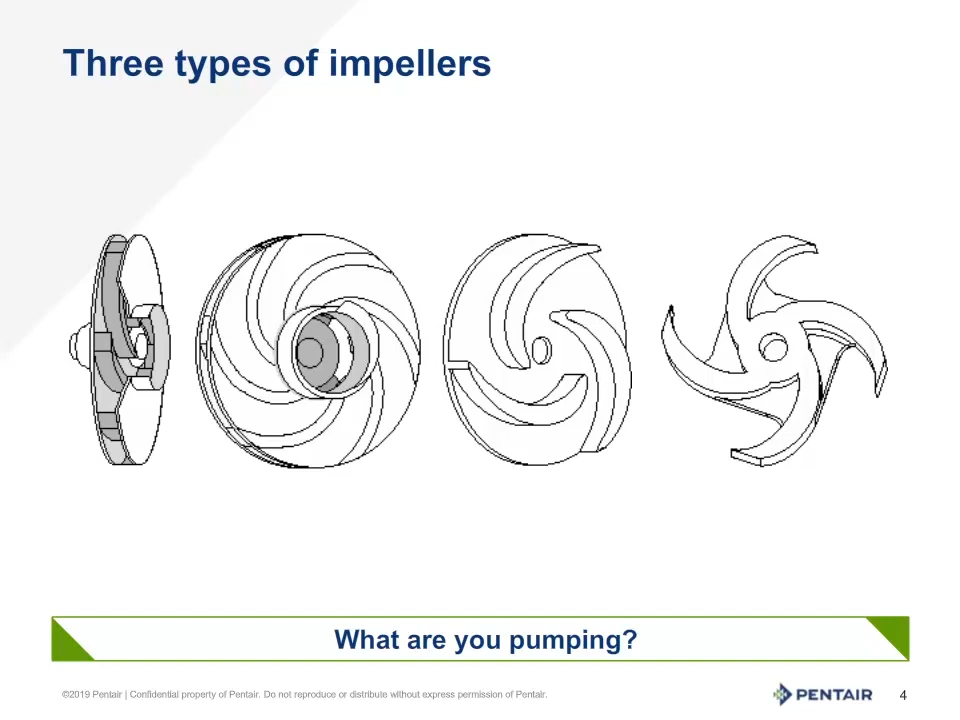 Three types of impellers
What are you pumping?
©2019 Pentair | Confidential property of Pentair. Do not reproduce or distribute without express permission of Pentair.
PENTAIR
4